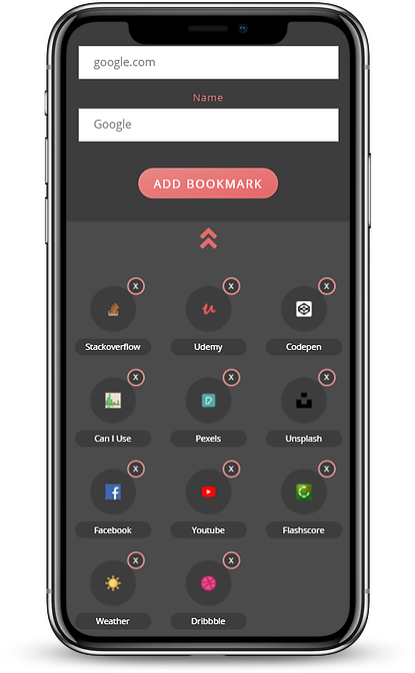 google.com
Name
Google
ADD BOOKMARK
X X X
Stackoverflow Udemy Codepen
X X X
Can I Use Pexels Unsplash
X X X
Facebook Youtube Flashscore
X X
Weather Dribbble